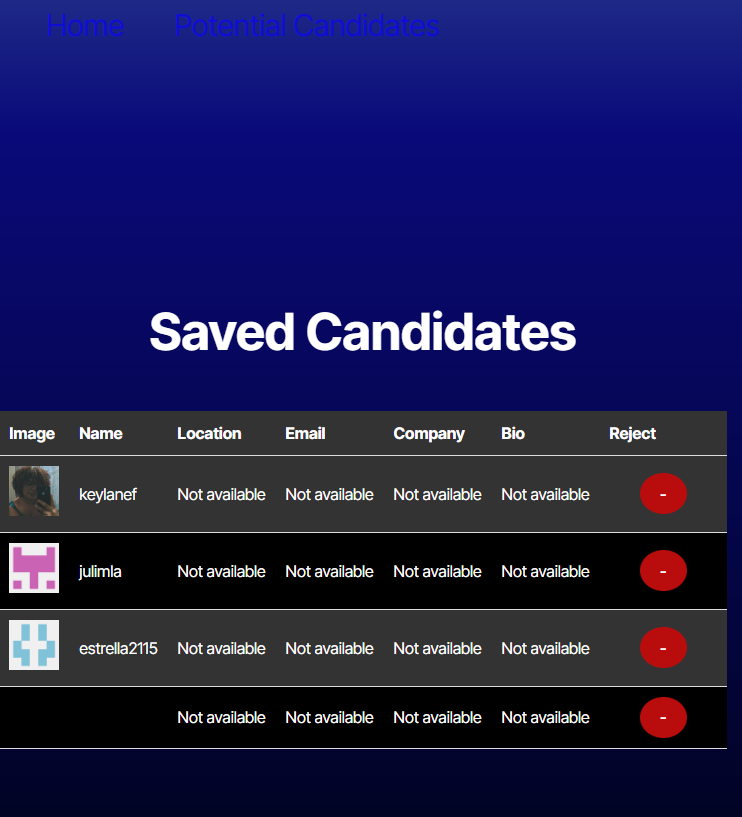 Home Potential Candidates
Saved Candidates
Image Name Location Email Company Bio Reject
keylanef Not available Not available Not available Not available -
julimla Not available Not available Not available Not available -
estrella2115 Not available Not available Not available Not available -
Not available Not available Not available Not available -